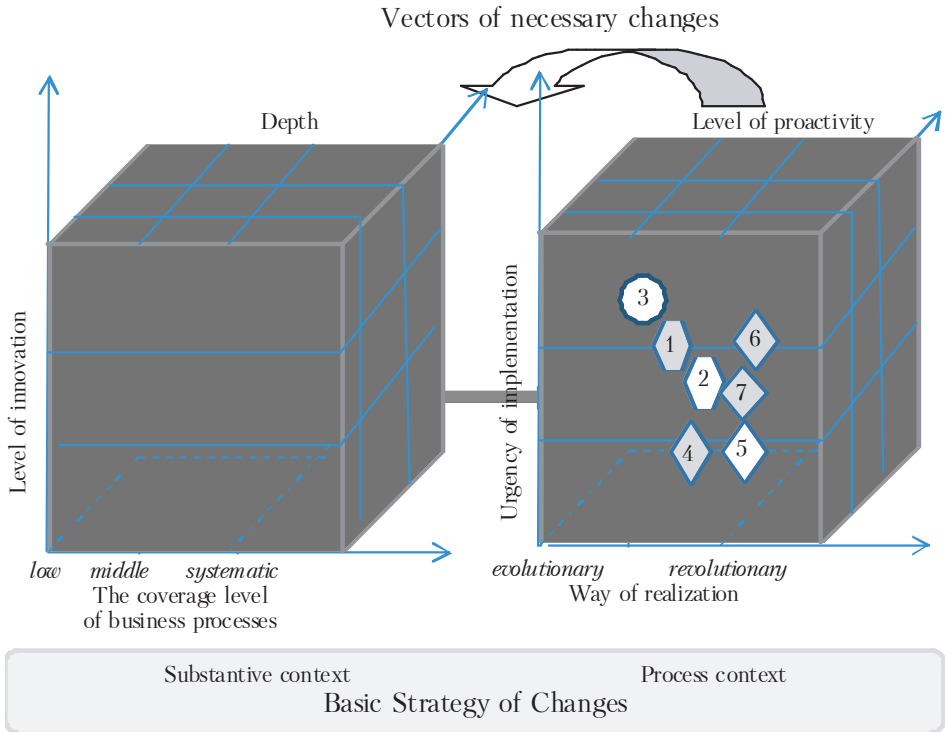 Vectors of necessary changes
Depth
Level of proactivity
Level of innovation
Urgency of implementation
3
1
6
2
7
4
5
low middle systematic
The coverage level
of business processes
evolutionary revolutionary
Way of realization
Substantive context
Process context
Basic Strategy of Changes